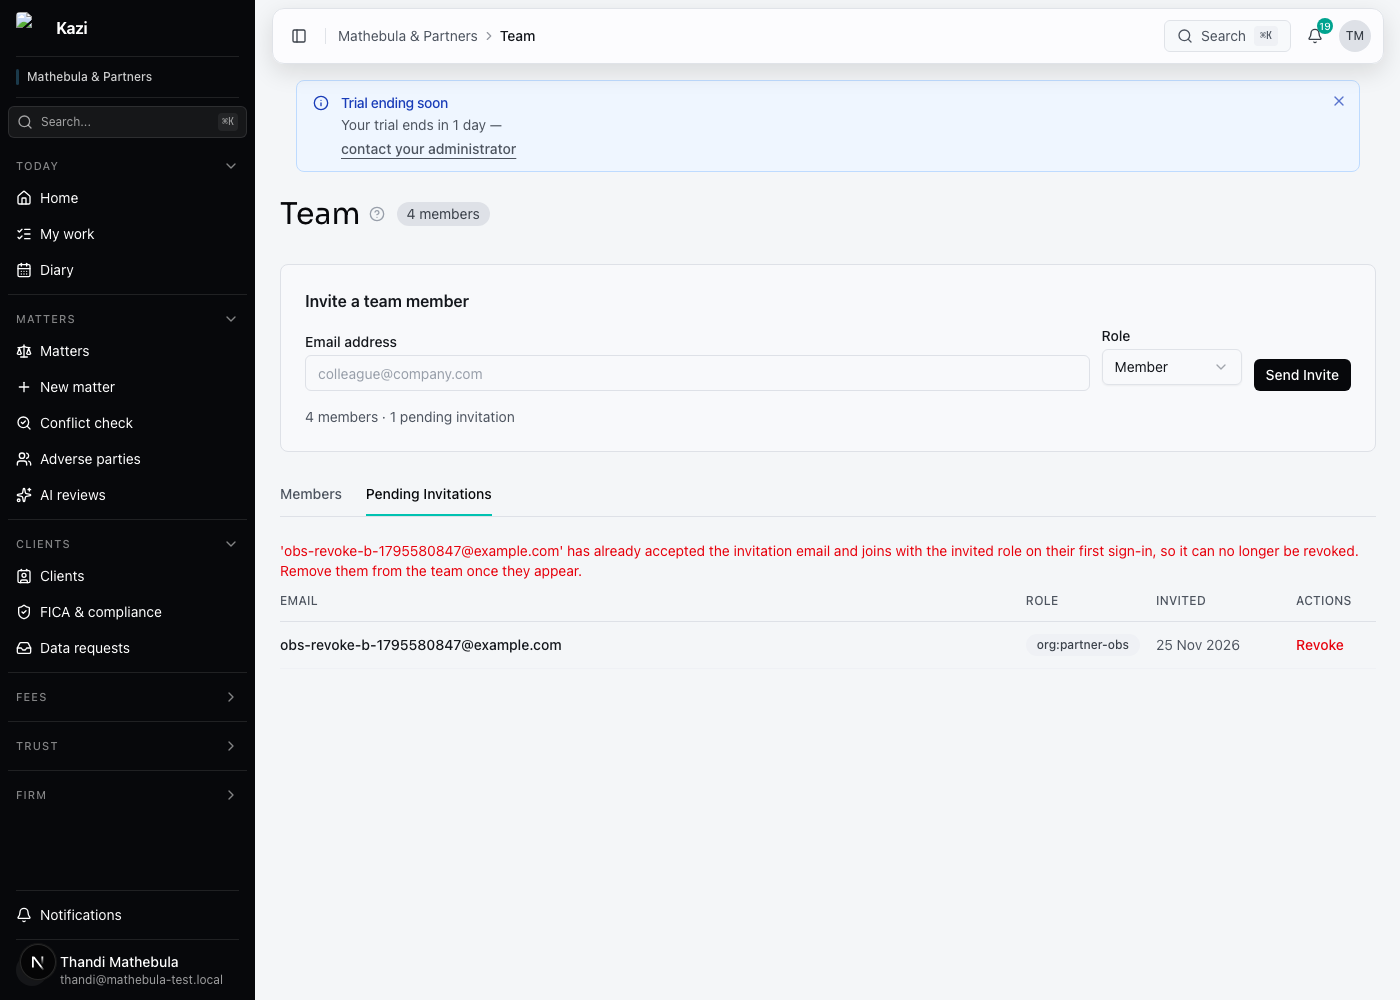 Kazi
Mathebula & Partners
Search...
⌘K
TODAY
Home
My work
Diary
MATTERS
Matters
New matter
Conflict check
Adverse parties
AI reviews
CLIENTS
Clients
FICA & compliance
Data requests
FEES
TRUST
FIRM
Notifications
N
Thandi Mathebula
thandi@mathebula-test.local
Mathebula & Partners
Team
Search
⌘K
19
TM
Trial ending soon
Your trial ends in 1 day —
contact your administrator
Team
4 members
Invite a team member
Email address
colleague@company.com
Role
Member
Send Invite
4 members · 1 pending invitation
Members
Pending Invitations
'obs-revoke-b-1795580847@example.com' has already accepted the invitation email and joins with the invited role on their first sign-in, so it can no longer be revoked.
Remove them from the team once they appear.
EMAIL
ROLE
INVITED
ACTIONS
obs-revoke-b-1795580847@example.com
org:partner-obs
25 Nov 2026
Revoke